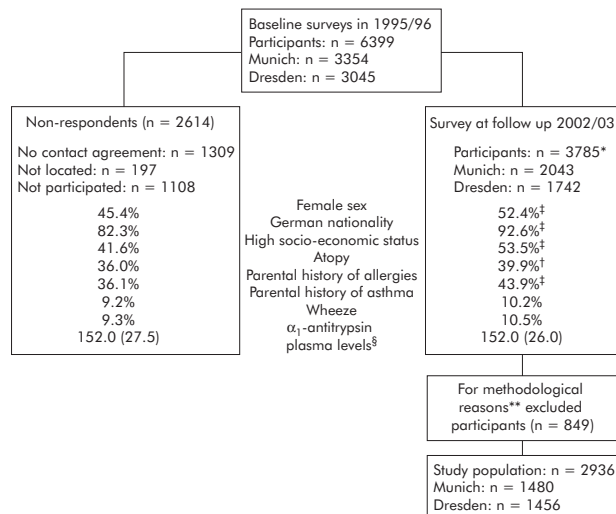 Baseline surveys in 1995/96
Participants: n = 6399
Munich: n = 3354
Dresden: n = 3045
Non-respondents (n = 2614)
No contact agreement: n = 1309
Not located: n = 197
Not participated: n = 1108
45.4%
82.3%
41.6%
36.0%
36.1%
9.2%
9.3%
152.0 (27.5)
Female sex
German nationality
High socio-economic status
Atopy
Parental history of allergies
Parental history of asthma
Wheeze
α₁-antitrypsin
plasma levels§
Survey at follow up 2002/03
Participants: n = 3785*
Munich: n = 2043
Dresden: n = 1742
52.4%‡
92.6%‡
53.5%‡
39.9%†
43.9%‡
10.2%
10.5%
152.0 (26.0)
For methodological
reasons** excluded
participants (n = 849)
Study population: n = 2936
Munich: n = 1480
Dresden: n = 1456